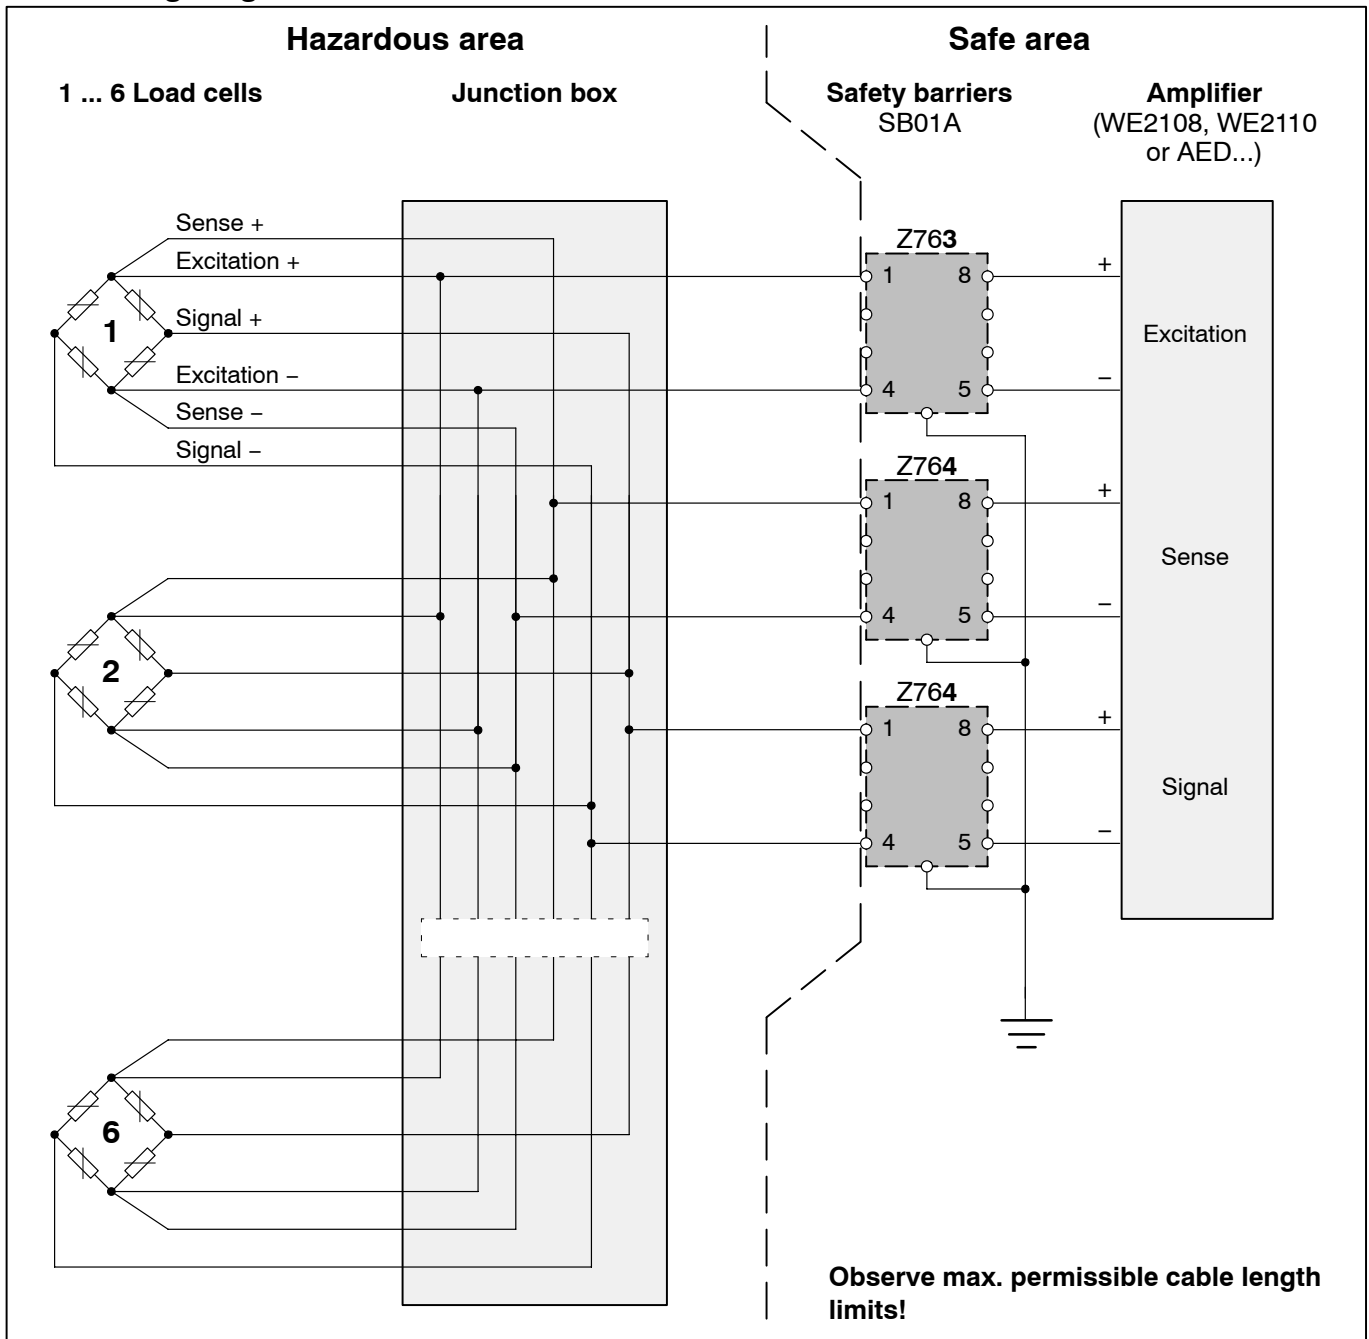 Hazardous area
Safe area
1 ... 6 Load cells
Junction box
Safety barriers
SB01A
Amplifier
(WE2108, WE2110
or AED...)
Sense +
Excitation +
Signal +
Excitation –
Sense –
Signal –
1
Z763
1 8
4 5
+
Excitation
–
Z764
1 8
4 5
+
Sense
–
2
Z764
1 8
4 5
+
Signal
–
6
Observe max. permissible cable length
limits!